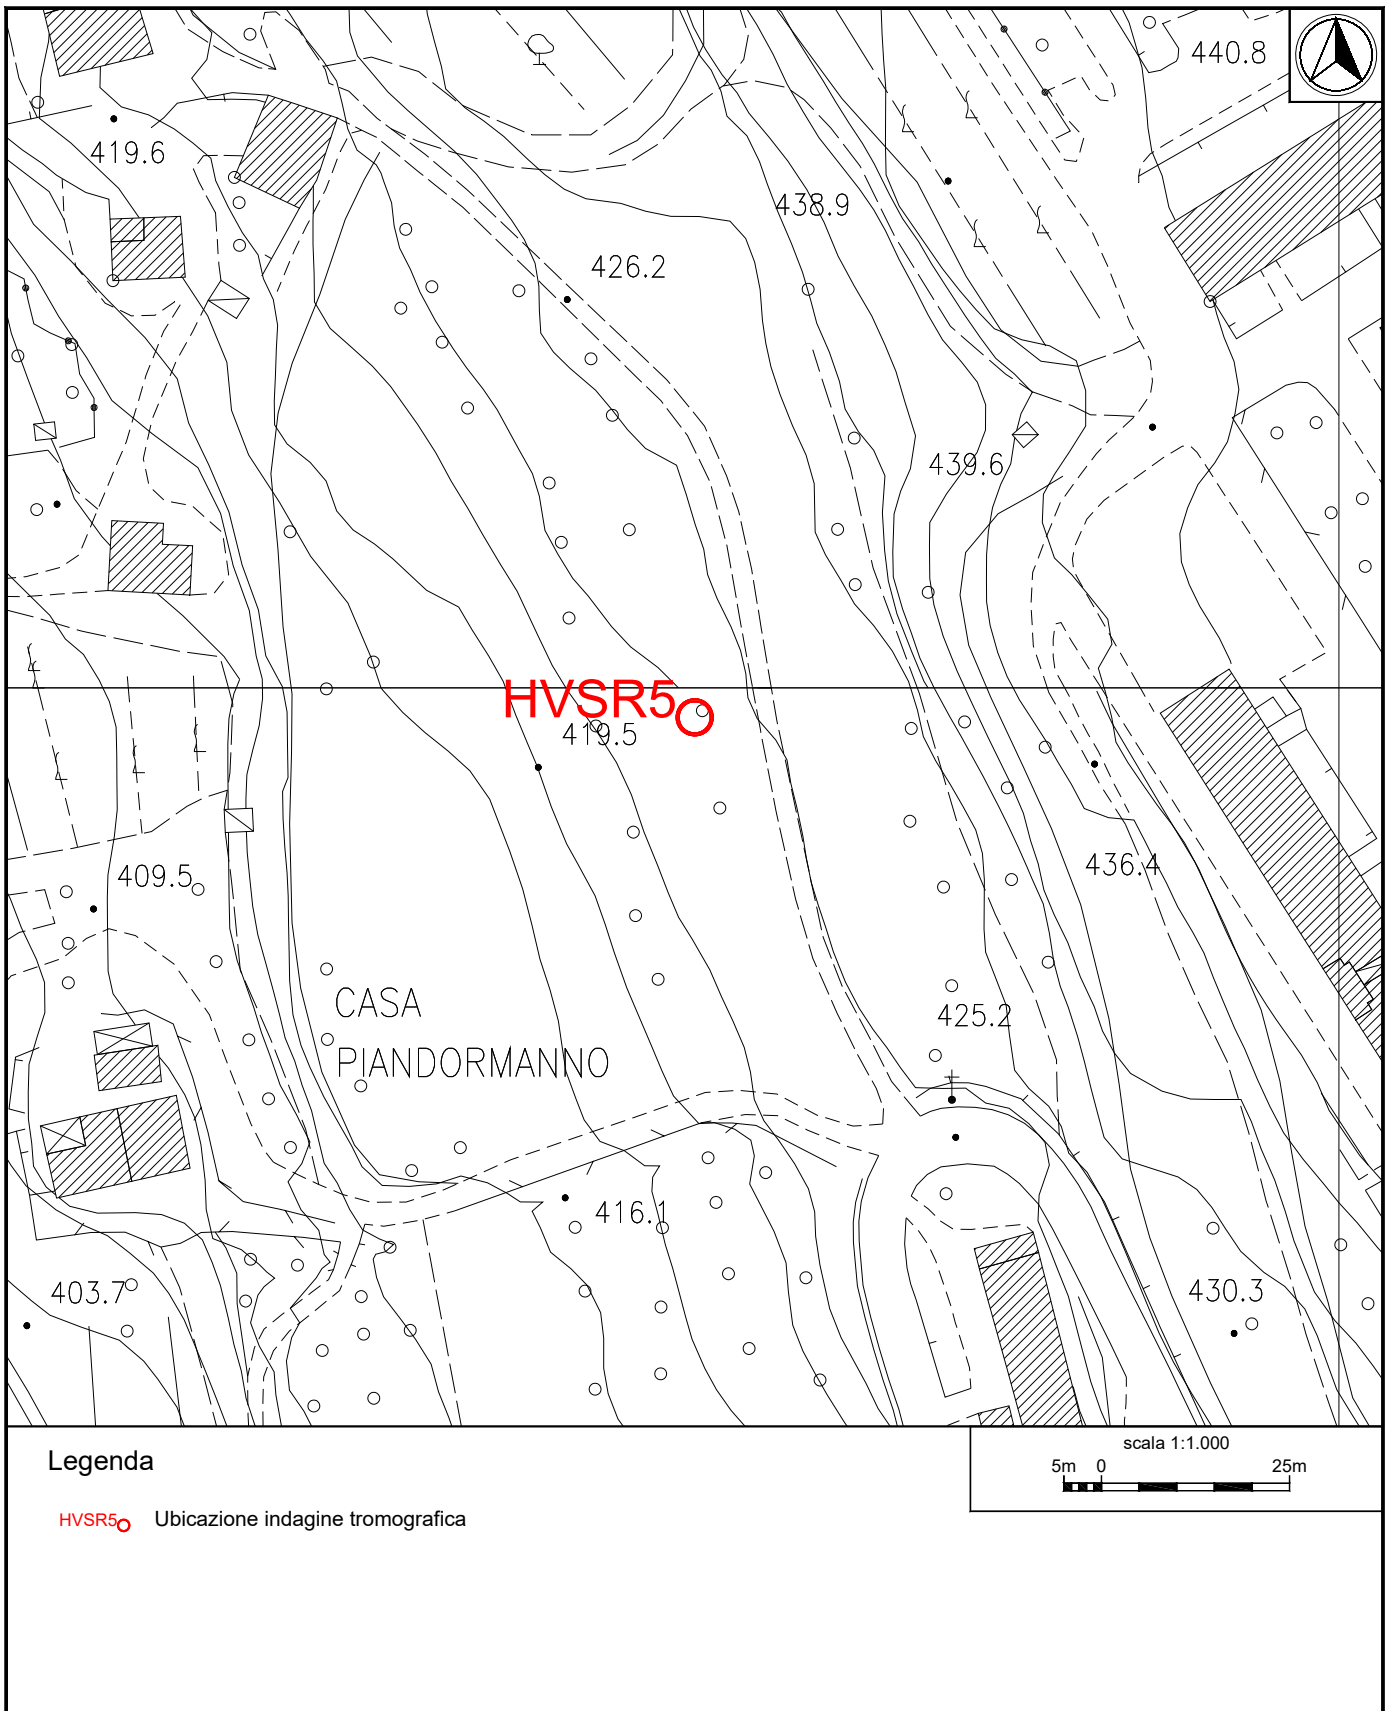 440.8
419.6
438.9
426.2
439.6
HVSR5
419.5
436.4
409.5
CASA
PIANDORMANNO
425.2
416.1
403.7
430.3
Legenda
HVSR5 Ubicazione indagine tromografica
scala 1:1.000
5m 0 25m